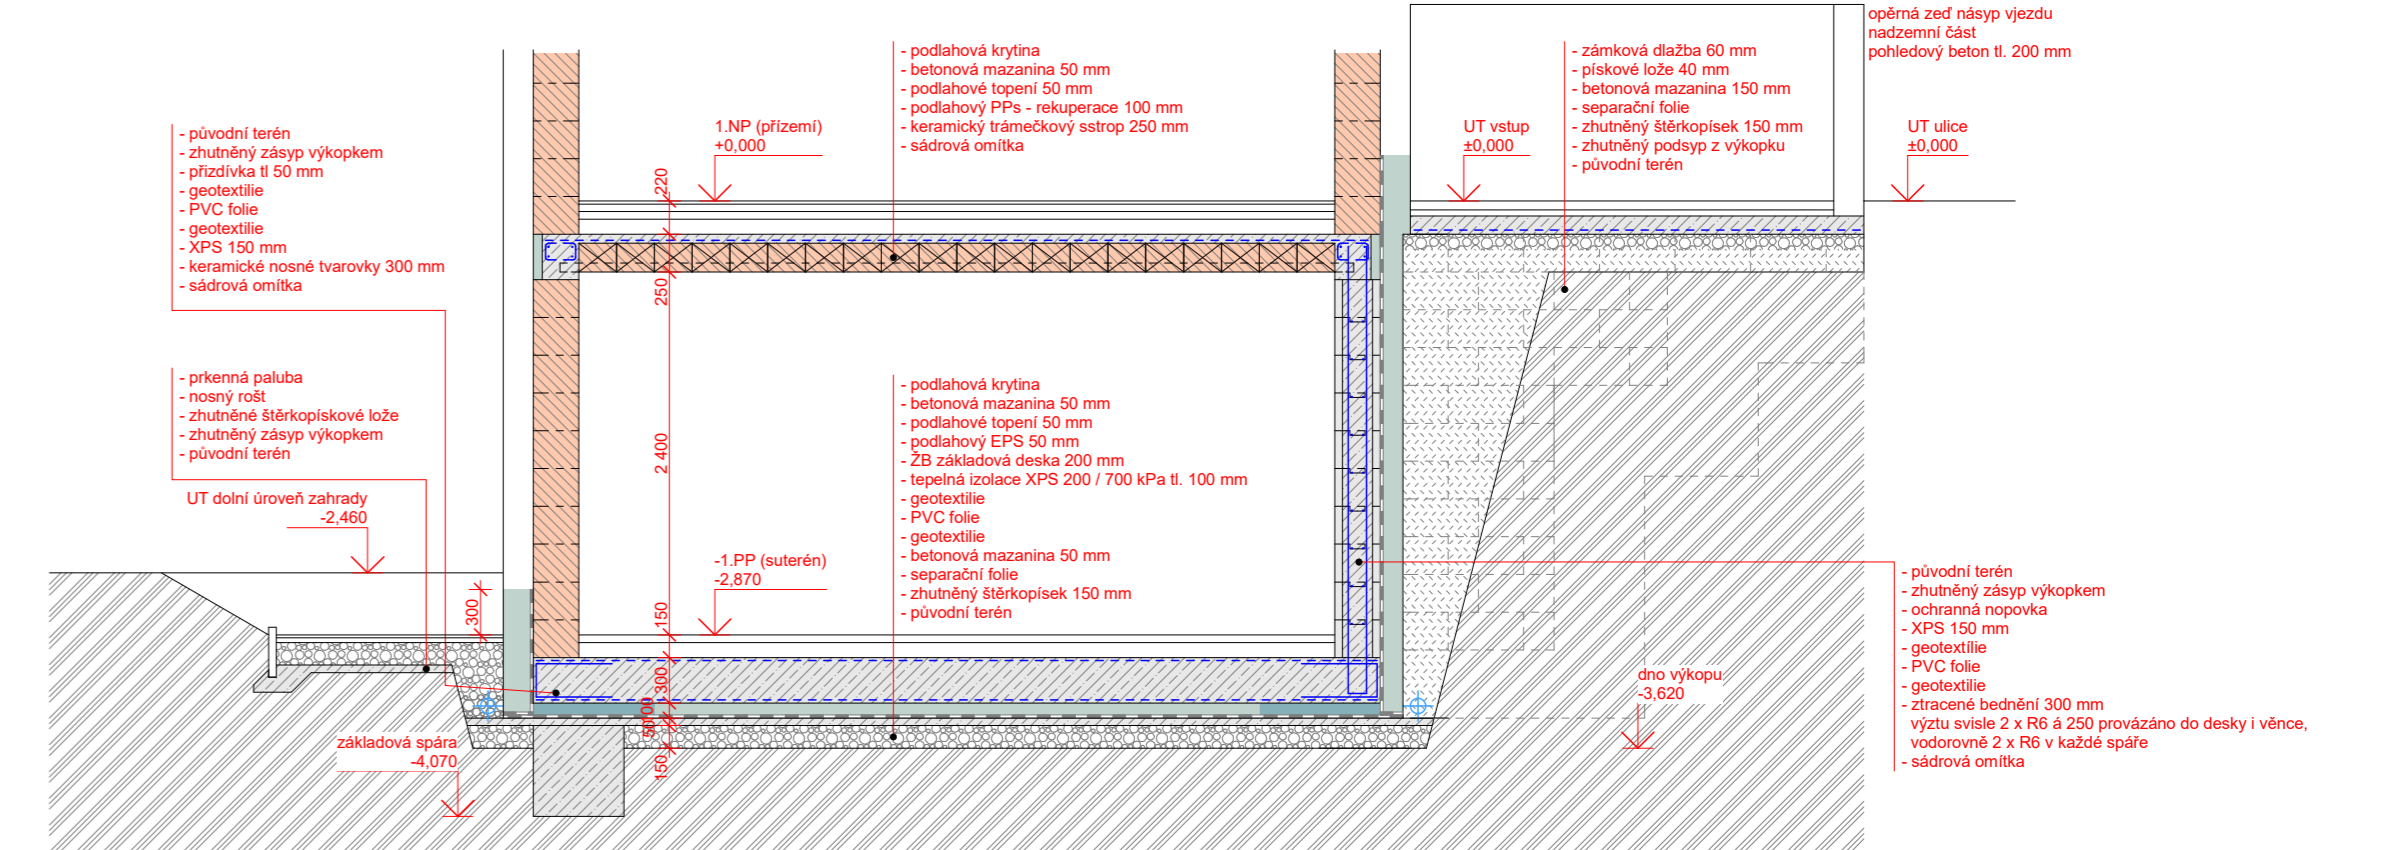 opěrná zeď násyp vjezdu
nadzemní část
pohledový beton tl. 200 mm
- podlahová krytina
- betonová mazanina 50 mm
- podlahové topení 50 mm
- podlahový PPs - rekuperace 100 mm
- keramický trámečkový sstrop 250 mm
- sádrová omítka
- zámková dlažba 60 mm
- pískové lože 40 mm
- betonová mazanina 150 mm
- separační folie
- zhutněný štěrkopísek 150 mm
- zhutněný podsyp z výkopku
- původní terén
- původní terén
- zhutněný zásyp výkopkem
- přizdívka tl 50 mm
- geotextilie
- PVC folie
- geotextilie
- XPS 150 mm
- keramické nosné tvarovky 300 mm
- sádrová omítka
1.NP (přízemí)
+0,000
UT vstup
±0,000
UT ulice
±0,000
220
250
2 400
150
300
100
50
150
- prkenná paluba
- nosný rošt
- zhutněné štěrkopískové lože
- zhutněný zásyp výkopkem
- původní terén
UT dolní úroveň zahrady
-2,460
300
- podlahová krytina
- betonová mazanina 50 mm
- podlahové topení 50 mm
- podlahový EPS 50 mm
- ŽB základová deska 200 mm
- tepelná izolace XPS 200 / 700 kPa tl. 100 mm
- geotextilie
- PVC folie
- geotextilie
- betonová mazanina 50 mm
- separační folie
- zhutněný štěrkopísek 150 mm
- původní terén
-1.PP (suterén)
-2,870
- původní terén
- zhutněný zásyp výkopkem
- ochranná nopovka
- XPS 150 mm
- geotextílie
- PVC folie
- geotextilie
- ztracené bednění 300 mm
výztu svisle 2 x R6 á 250 provázáno do desky i věnce,
vodorovně 2 x R6 v každé spáře
- sádrová omítka
dno výkopu
-3,620
základová spára
-4,070